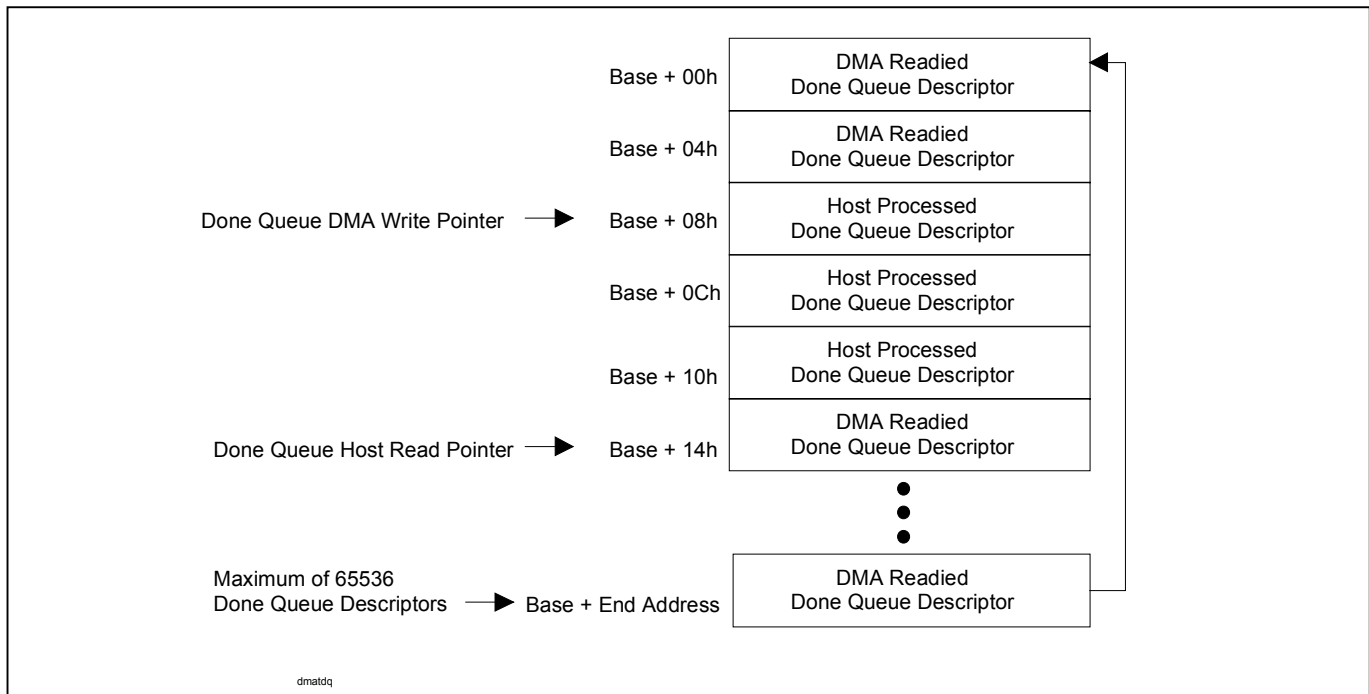 Base + 00h
DMA Readied
Done Queue Descriptor
Base + 04h
DMA Readied
Done Queue Descriptor
Done Queue DMA Write Pointer
Base + 08h
Host Processed
Done Queue Descriptor
Base + 0Ch
Host Processed
Done Queue Descriptor
Base + 10h
Host Processed
Done Queue Descriptor
Done Queue Host Read Pointer
Base + 14h
DMA Readied
Done Queue Descriptor
Maximum of 65536
Done Queue Descriptors
Base + End Address
DMA Readied
Done Queue Descriptor
dmatdq